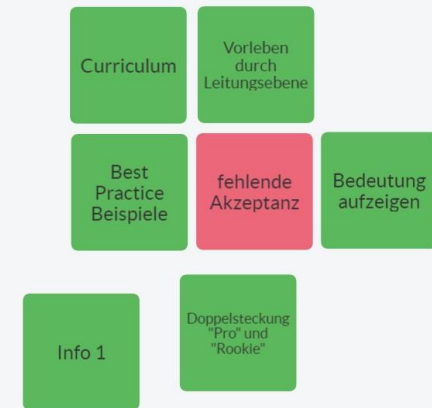 Curriculum
Vorleben
durch
Leitungsebene
Best
Practice
Beispiele
fehlende
Akzeptanz
Bedeutung
aufzeigen
Info 1
Doppelsteckung
"Pro" und
"Rookie"